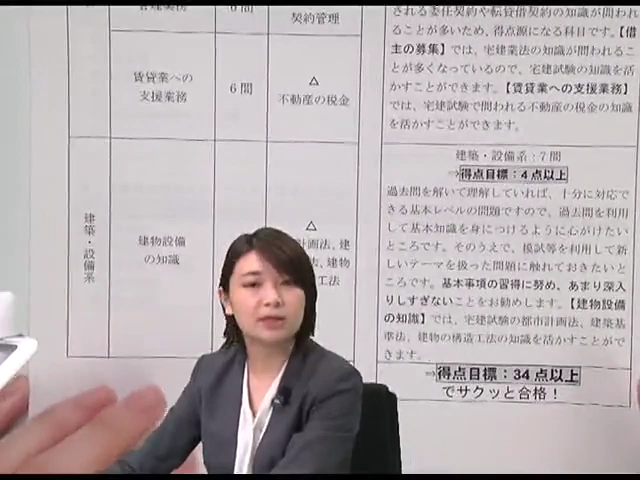 管理業務
6問
契約管理
賃貸業への
支援業務
6問
△
不動産の税金
建築・設備系
建物設備
の知識
△
計画法、建
法、建物
工法
される委任契約や転貸借契約の知識が問われ
ることが多いため、得点源になる科目です。【借
主の募集】では、宅建業法の知識が問われるこ
とが多くなっているので、宅建試験の知識を活
かすことができます。【賃貸業への支援業務】
では、宅建試験で問われる不動産の税金の知識
を活かすことができます。
建築・設備系：7問
⇒得点目標：4点以上
過去問を解いて理解していれば、十分に対応で
きる基本レベルの問題ですので、過去問を利用
して基本知識を身につけるように心がけたい
ところです。そのうえで、模試等を利用して新
しいテーマを扱った問題に触れておきたいと
ころです。基本事項の習得に努め、あまり深入
りしすぎないことをお勧めします。【建物設備
の知識】では、宅建試験の都市計画法、建築基
準法、建物の構造工法の知識を活かすことがで
きます。
⇒得点目標：34点以上
でサクッと合格！